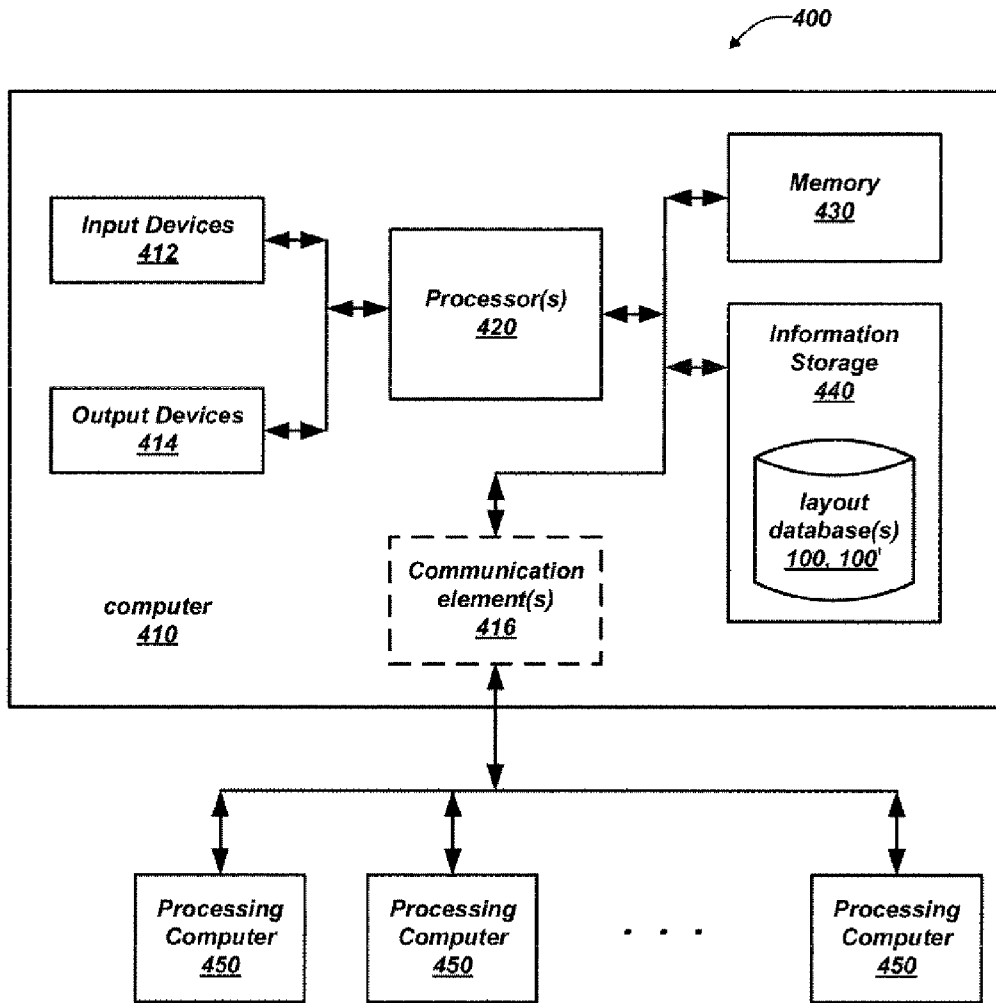 400
Memory
430
Input Devices
412
Processor(s)
420
Information
Storage
440
Output Devices
414
layout
database(s)
100, 100'
Communication
element(s)
416
computer
410
Processing
Computer
450
Processing
Computer
450
. . .
Processing
Computer
450